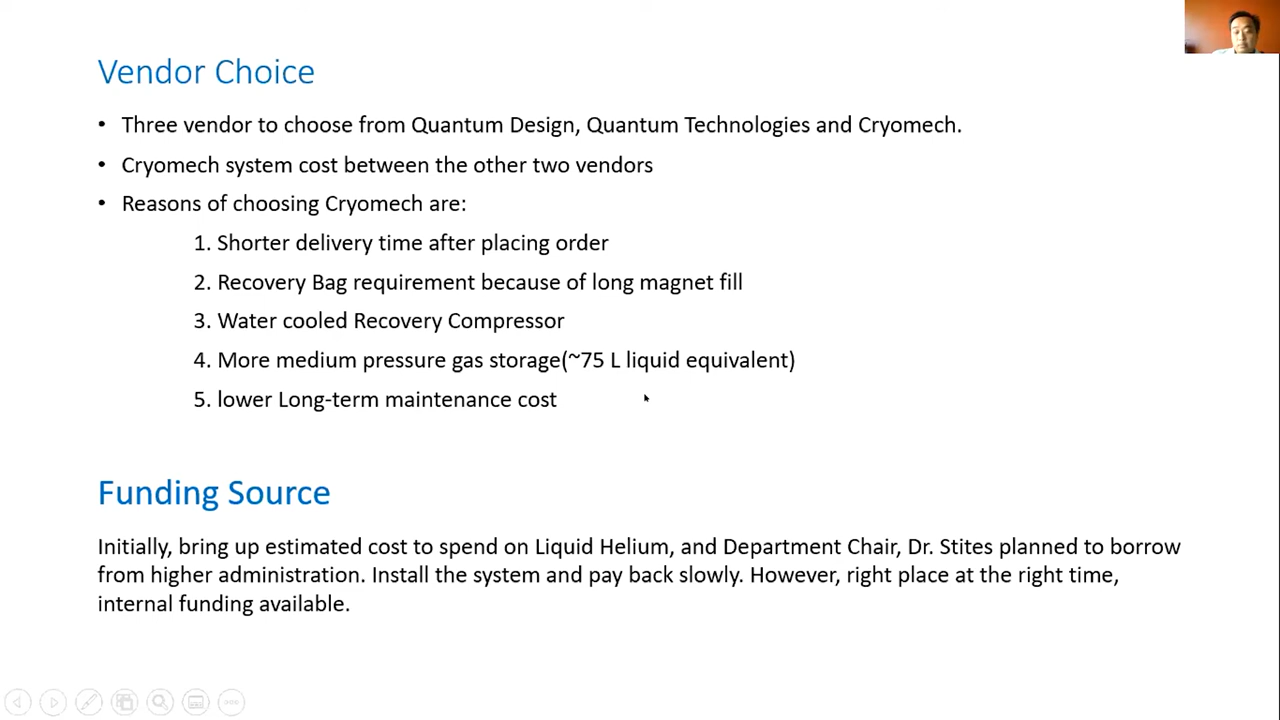 Vendor Choice
• Three vendor to choose from Quantum Design, Quantum Technologies and Cryomech.
• Cryomech system cost between the other two vendors
• Reasons of choosing Cryomech are:
1. Shorter delivery time after placing order
2. Recovery Bag requirement because of long magnet fill
3. Water cooled Recovery Compressor
4. More medium pressure gas storage(~75 L liquid equivalent)
5. lower Long-term maintenance cost
Funding Source
Initially, bring up estimated cost to spend on Liquid Helium, and Department Chair, Dr. Stites planned to borrow
from higher administration. Install the system and pay back slowly. However, right place at the right time,
internal funding available.